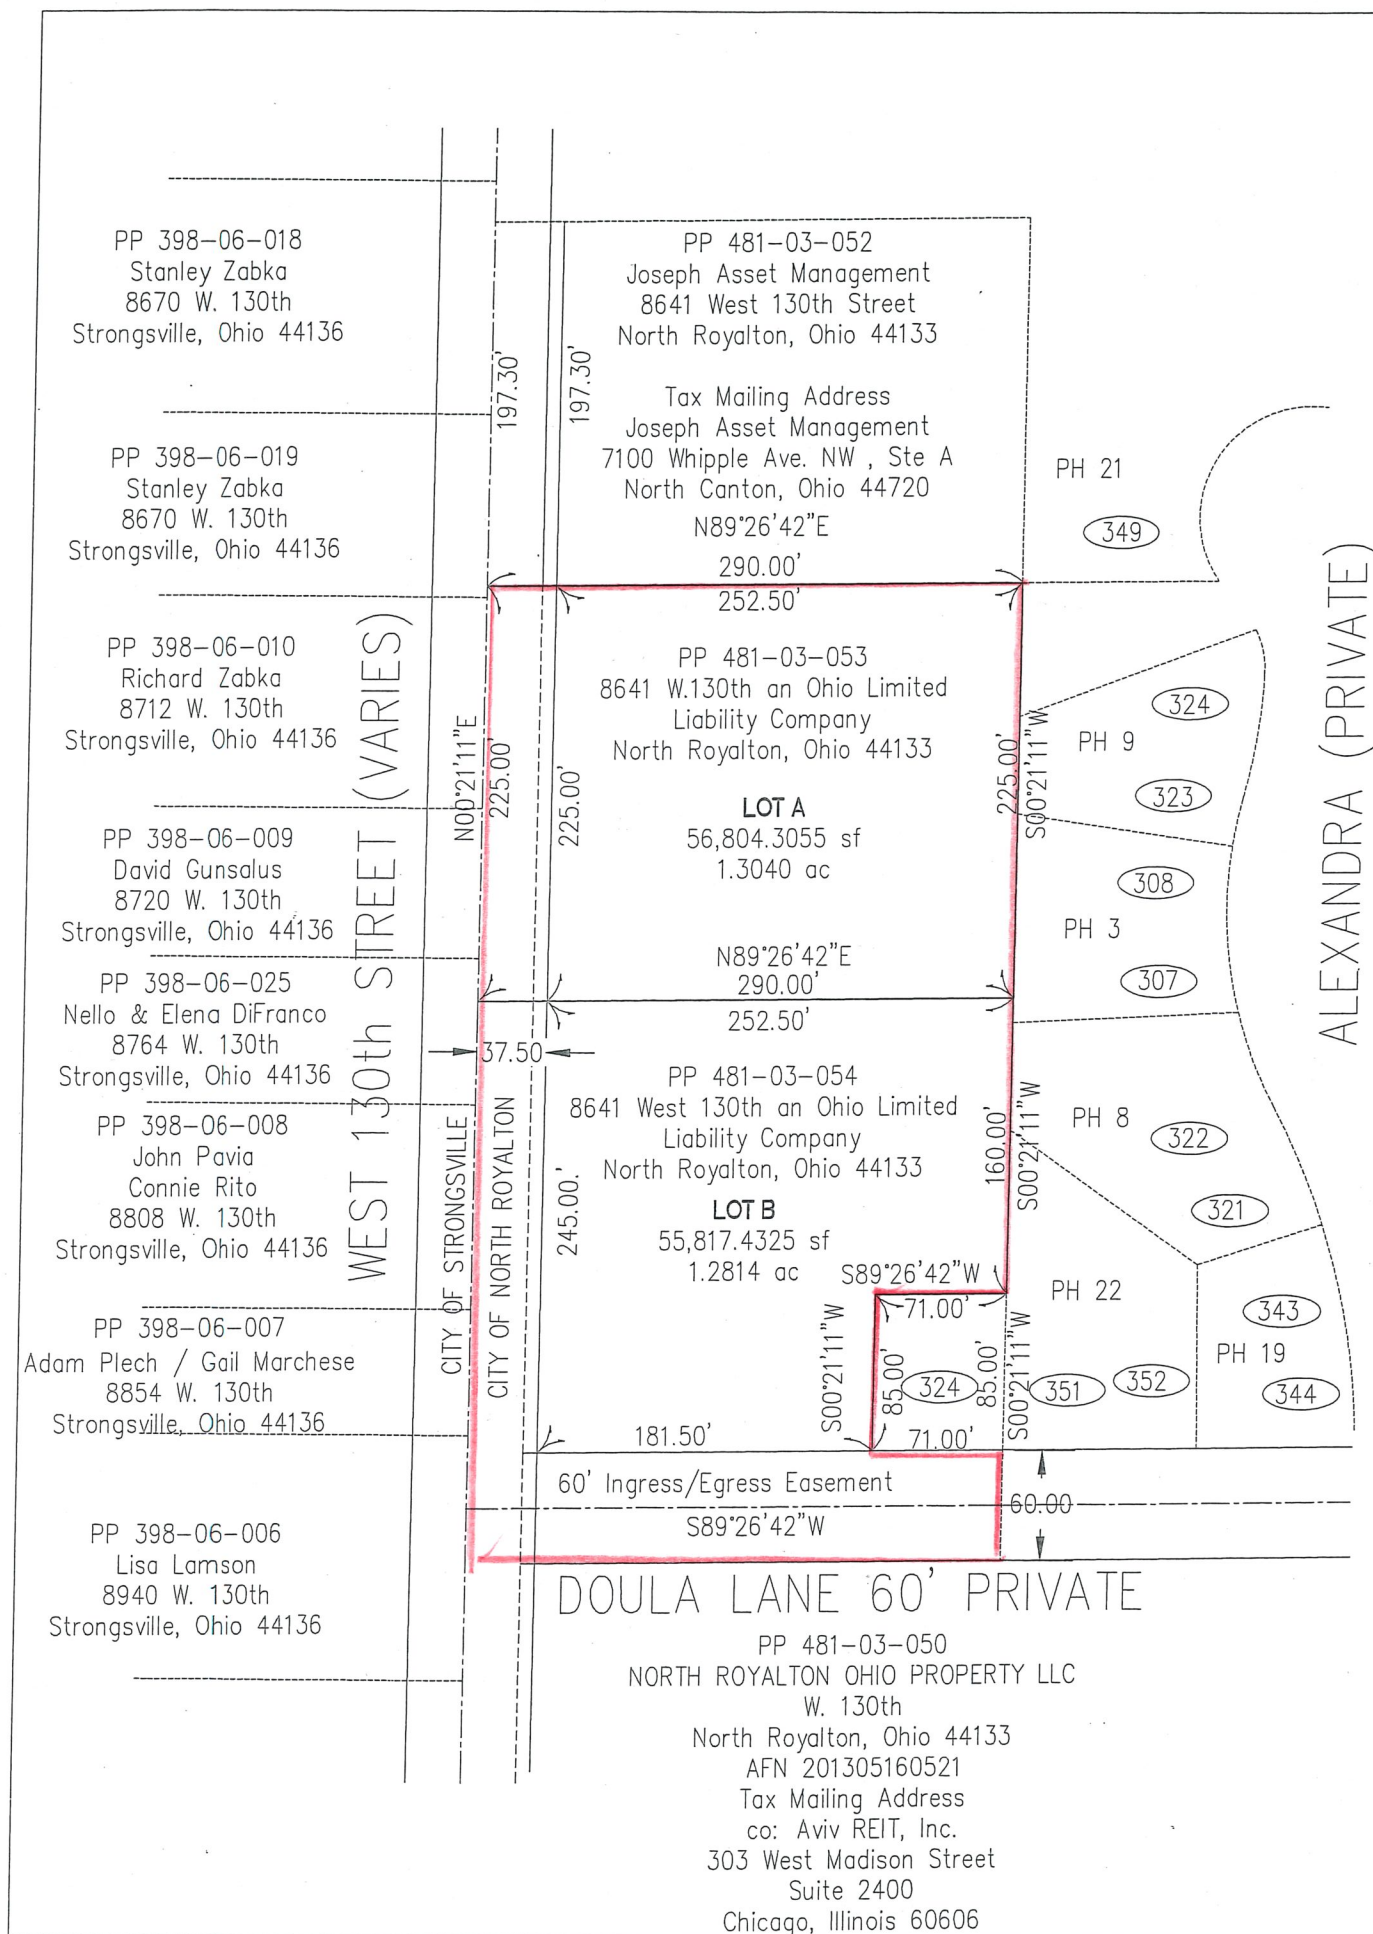 PP 398-06-018
Stanley Zabka
8670 W. 130th
Strongsville, Ohio 44136
PP 398-06-019
Stanley Zabka
8670 W. 130th
Strongsville, Ohio 44136
PP 398-06-010
Richard Zabka
8712 W. 130th
Strongsville, Ohio 44136
PP 398-06-009
David Gunsalus
8720 W. 130th
Strongsville, Ohio 44136
PP 398-06-025
Nello & Elena DiFranco
8764 W. 130th
Strongsville, Ohio 44136
PP 398-06-008
John Pavia
Connie Rito
8808 W. 130th
Strongsville, Ohio 44136
PP 398-06-007
Adam Plech / Gail Marchese
8854 W. 130th
Strongsville, Ohio 44136
PP 398-06-006
Lisa Lamson
8940 W. 130th
Strongsville, Ohio 44136
WEST 130th STREET (VARIES)
CITY OF STRONGSVILLE
CITY OF NORTH ROYALTON
197.30'
197.30'
PP 481-03-052
Joseph Asset Management
8641 West 130th Street
North Royalton, Ohio 44133
Tax Mailing Address
Joseph Asset Management
7100 Whipple Ave. NW , Ste A
North Canton, Ohio 44720
N89°26'42"E
290.00'
252.50'
N00°21'11"E
225.00'
225.00'
PP 481-03-053
8641 W.130th an Ohio Limited
Liability Company
North Royalton, Ohio 44133
LOT A
56,804.3055 sf
1.3040 ac
225.00'
S00°21'11"W
N89°26'42"E
290.00'
252.50'
37.50
PP 481-03-054
8641 West 130th an Ohio Limited
Liability Company
North Royalton, Ohio 44133
LOT B
55,817.4325 sf
1.2814 ac
245.00.'
160.00'
S00°21'11"W
S89°26'42"W
71.00'
S00°21'11"W
85.00'
324
85.00'
S00°21'11"W
181.50'
71.00'
60' Ingress/Egress Easement
S89°26'42"W
60.00
DOULA LANE 60' PRIVATE
PP 481-03-050
NORTH ROYALTON OHIO PROPERTY LLC
W. 130th
North Royalton, Ohio 44133
AFN 201305160521
Tax Mailing Address
co: Aviv REIT, Inc.
303 West Madison Street
Suite 2400
Chicago, Illinois 60606
PH 21
349
324
PH 9
323
308
PH 3
307
PH 8
322
321
PH 22
351
352
343
PH 19
344
ALEXANDRA (PRIVATE)